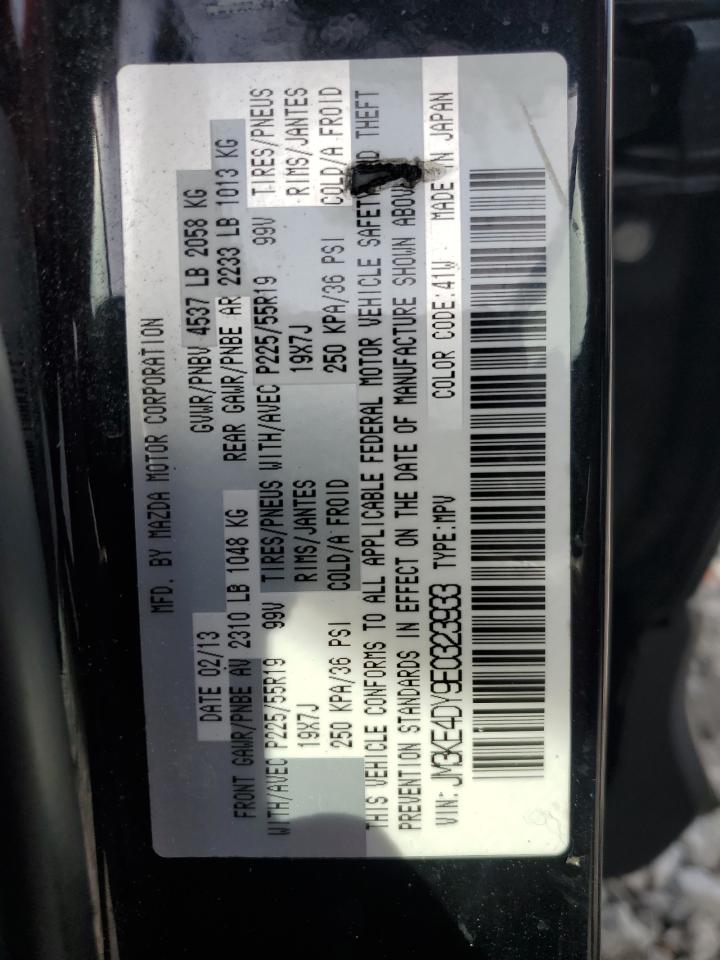 MFD. BY MAZDA MOTOR CORPORATION
DATE 02/13 GVWR/PNBV 4537 LB 2058 KG
FRONT GAWR/PNBE AV 2310 LB 1048 KG REAR GAWR/PNBE AR 2233 LB 1013 KG
WITH/AVEC P225/55R19 99V TIRES/PNEUS WITH/AVEC P225/55R19 99V TIRES/PNEUS
19X7J RIMS/JANTES 19X7J RIMS/JANTES
250 KPA/36 PSI COLD/A FROID 250 KPA/36 PSI COLD/A FROID
THIS VEHICLE CONFORMS TO ALL APPLICABLE FEDERAL MOTOR VEHICLE SAFETY AND THEFT
PREVENTION STANDARDS IN EFFECT ON THE DATE OF MANUFACTURE SHOWN ABOVE
VIN: JM3KE4DY9E0323933 TYPE:MPV COLOR CODE:41W MADE IN JAPAN